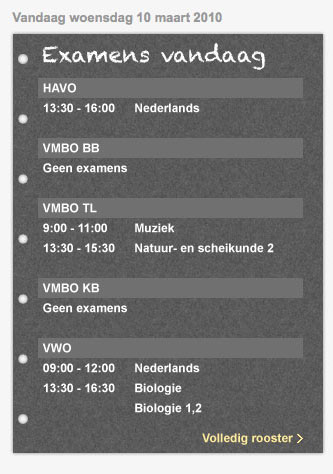 Vandaag woensdag 10 maart 2010
Examens vandaag
HAVO
13:30 - 16:00 Nederlands
VMBO BB
Geen examens
VMBO TL
9:00 - 11:00 Muziek
13:30 - 15:30 Natuur- en scheikunde 2
VMBO KB
Geen examens
VWO
09:00 - 12:00 Nederlands
13:30 - 16:30 Biologie
Biologie 1,2
Volledig rooster >